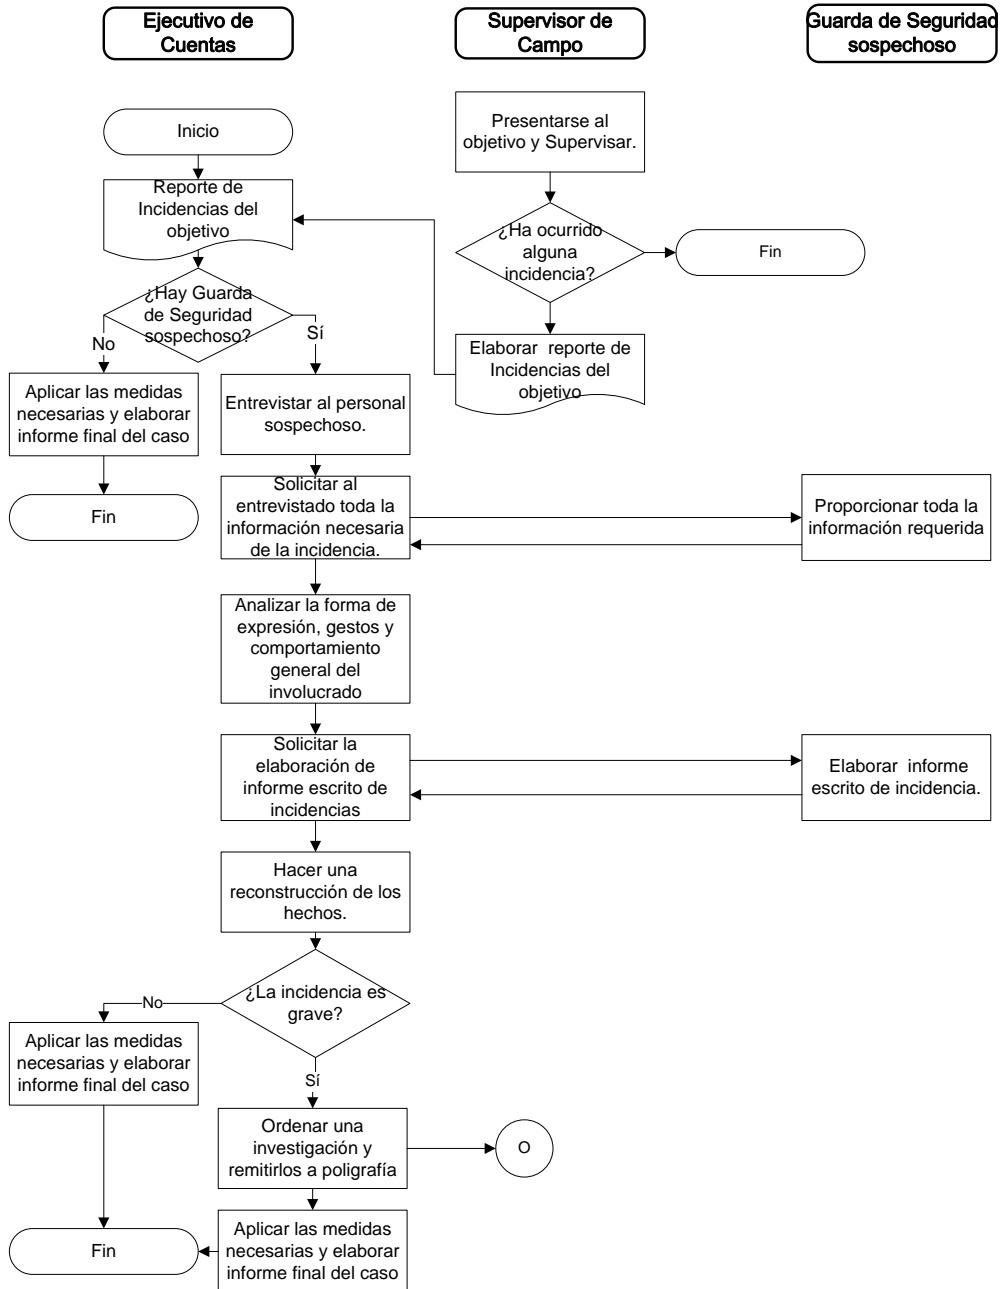 Ejecutivo de
Cuentas
Supervisor de
Campo
Guarda de Seguridad
sospechoso
Inicio
Presentarse al
objetivo y Supervisar.
Reporte de
Incidencias del
objetivo
¿Ha ocurrido
alguna
incidencia?
Fin
¿Hay Guarda
de Seguridad
sospechoso?
No
Sí
Elaborar reporte de
Incidencias del
objetivo
Aplicar las medidas
necesarias y elaborar
informe final del caso
Entrevistar al personal
sospechoso.
Fin
Solicitar al
entrevistado toda la
información necesaria
de la incidencia.
Proporcionar toda la
información requerida
Analizar la forma de
expresión, gestos y
comportamiento
general del
involucrado
Solicitar la
elaboración de
informe escrito de
incidencias
Elaborar informe
escrito de incidencia.
Hacer una
reconstrucción de los
hechos.
¿La incidencia es
grave?
No
Sí
Aplicar las medidas
necesarias y elaborar
informe final del caso
Ordenar una
investigación y
remitirlos a poligrafía
O
Fin
Aplicar las medidas
necesarias y elaborar
informe final del caso